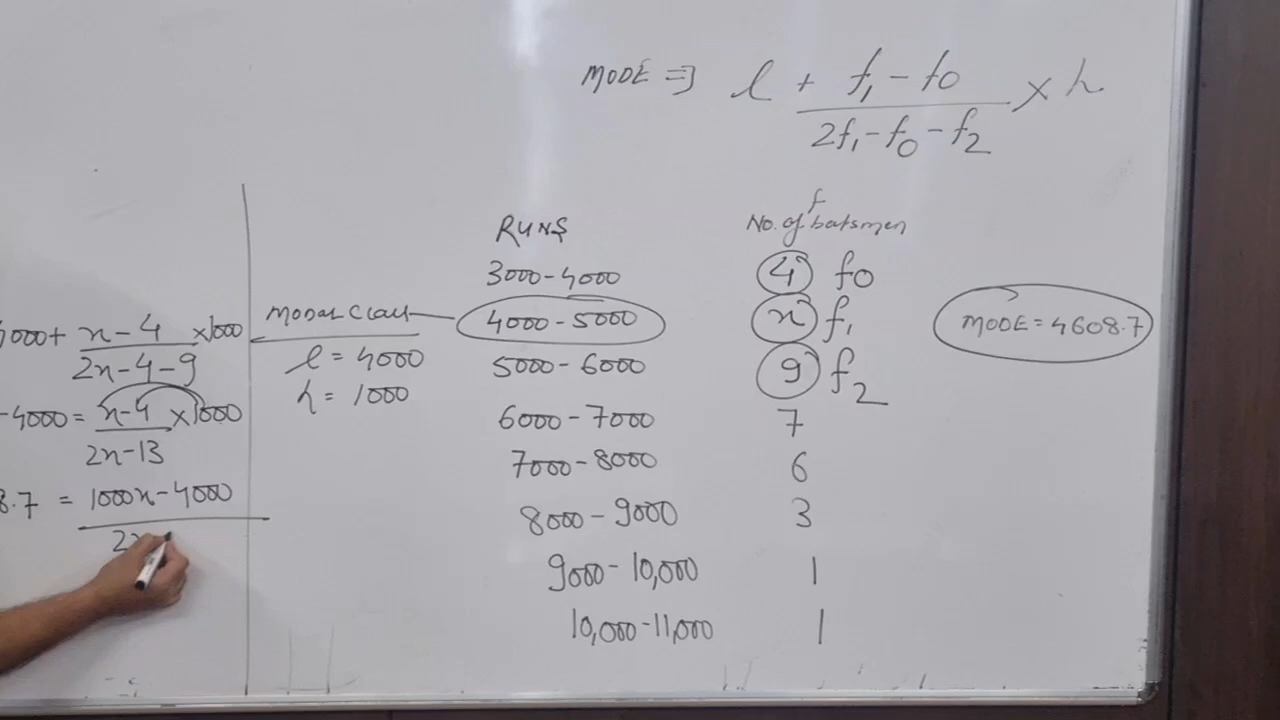 MODE ⇒ l + f₁ - f0 / 2f₁ - f₀ - f₂ × h
RUNS
f
No. of batsmen
3000-4000 4 f0
4000-5000 x f₁
5000-6000 9 f₂
6000-7000 7
7000-8000 6
8000-9000 3
9000-10,000 1
10,000-11,000 1
MODE = 4608.7
Modal Class
l = 4000
h = 1000
000+ x-4 / 2x-4-9 ×1000
-4000 = x-4 / 2x-13 ×1000
8.7 = 1000x-4000
2x